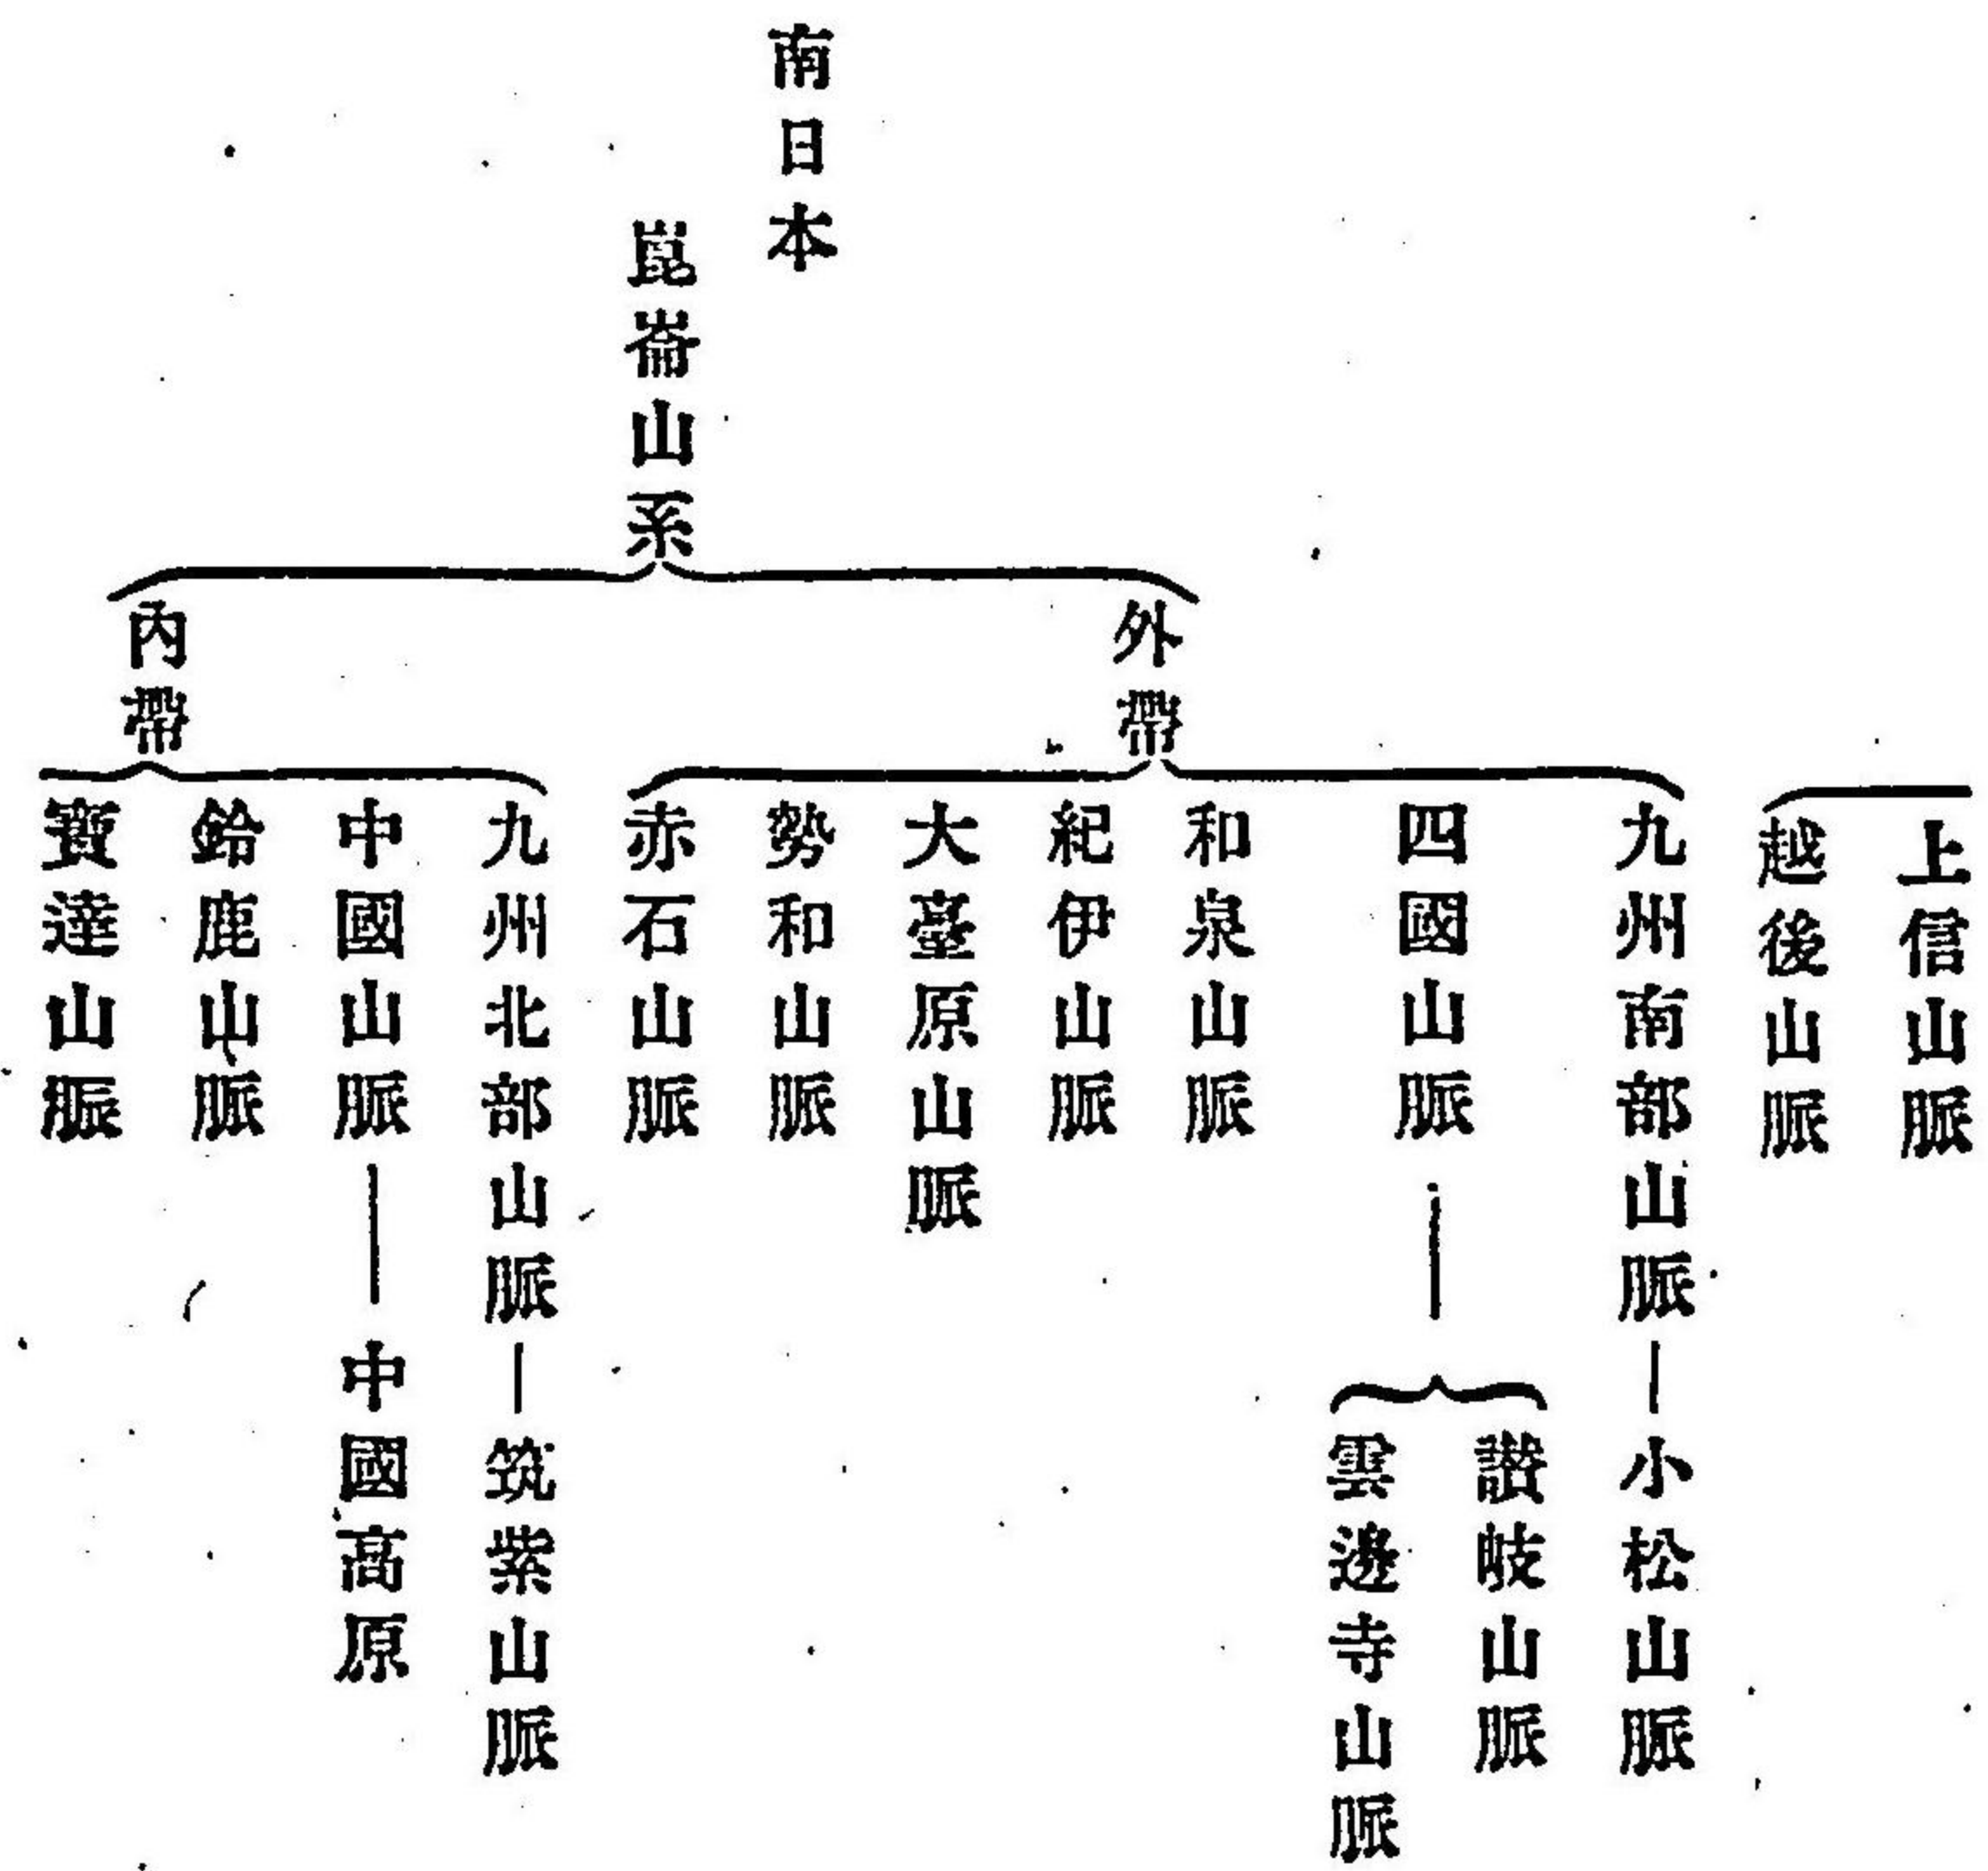 上信山脈
越後山脈
南日本
崑崙山系
外帶
九州南部山脈
小松山脈
四國山脈
讃岐山脈
雲邊寺山脈
和泉山脈
紀伊山脈
大臺原山脈
勢和山脈
赤石山脈
內帶
九州北部山脈
筑紫山脈
中國山脈
中國高原
鈴鹿山脈
寶達山脈